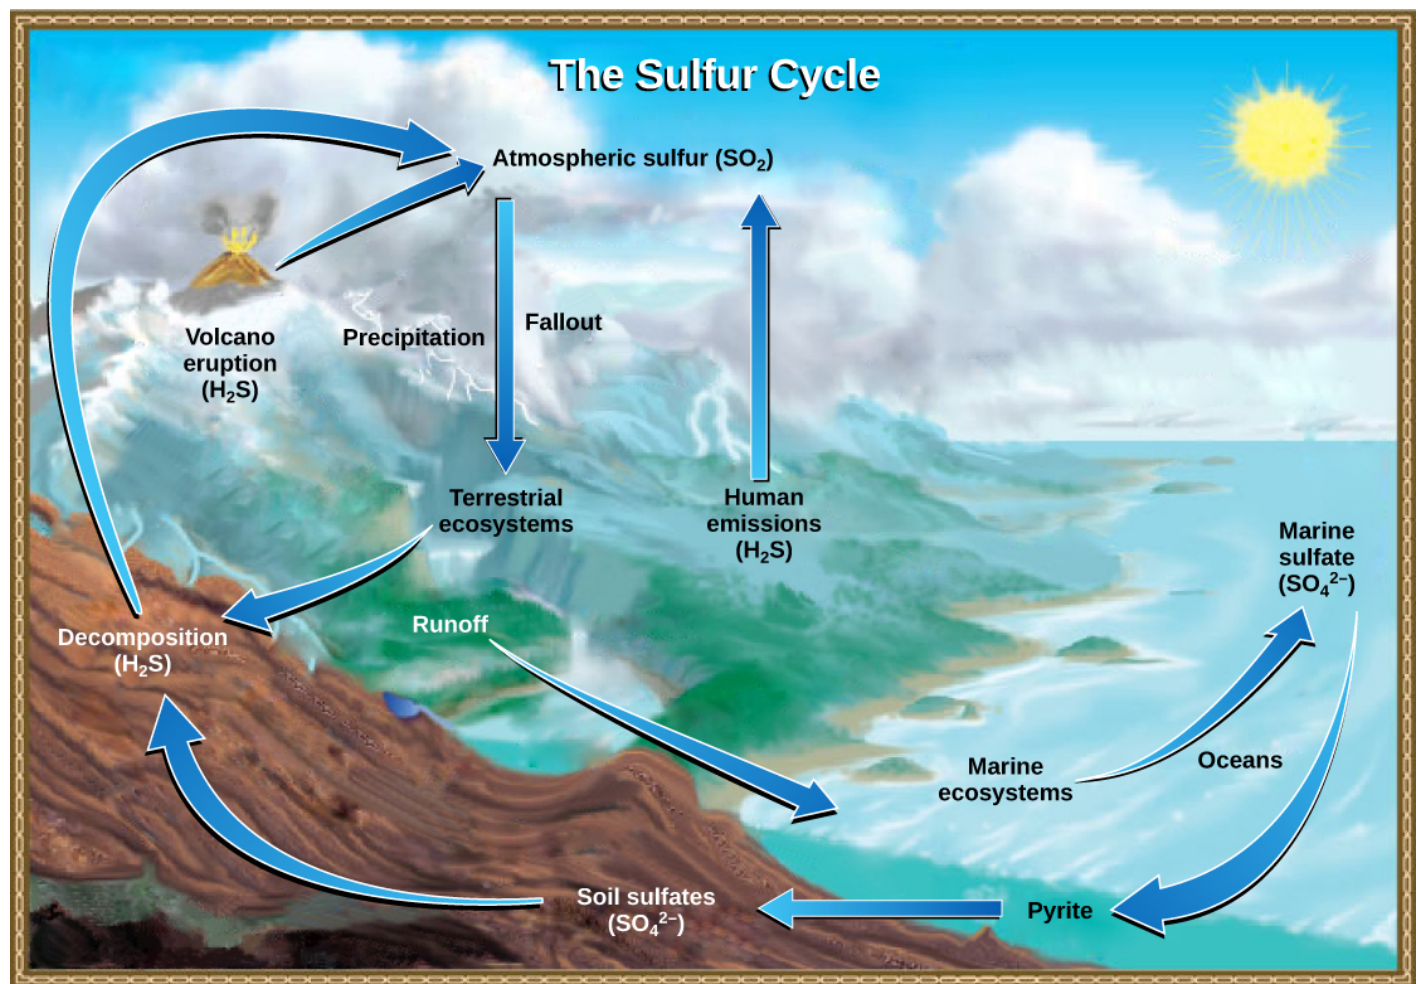 The Sulfur Cycle
Atmospheric sulfur (SO₂)
Volcano
eruption
(H₂S)
Precipitation
Fallout
Terrestrial
ecosystems
Human
emissions
(H₂S)
Marine
sulfate
(SO₄²⁻)
Decomposition
(H₂S)
Runoff
Marine
ecosystems
Oceans
Soil sulfates
(SO₄²⁻)
Pyrite